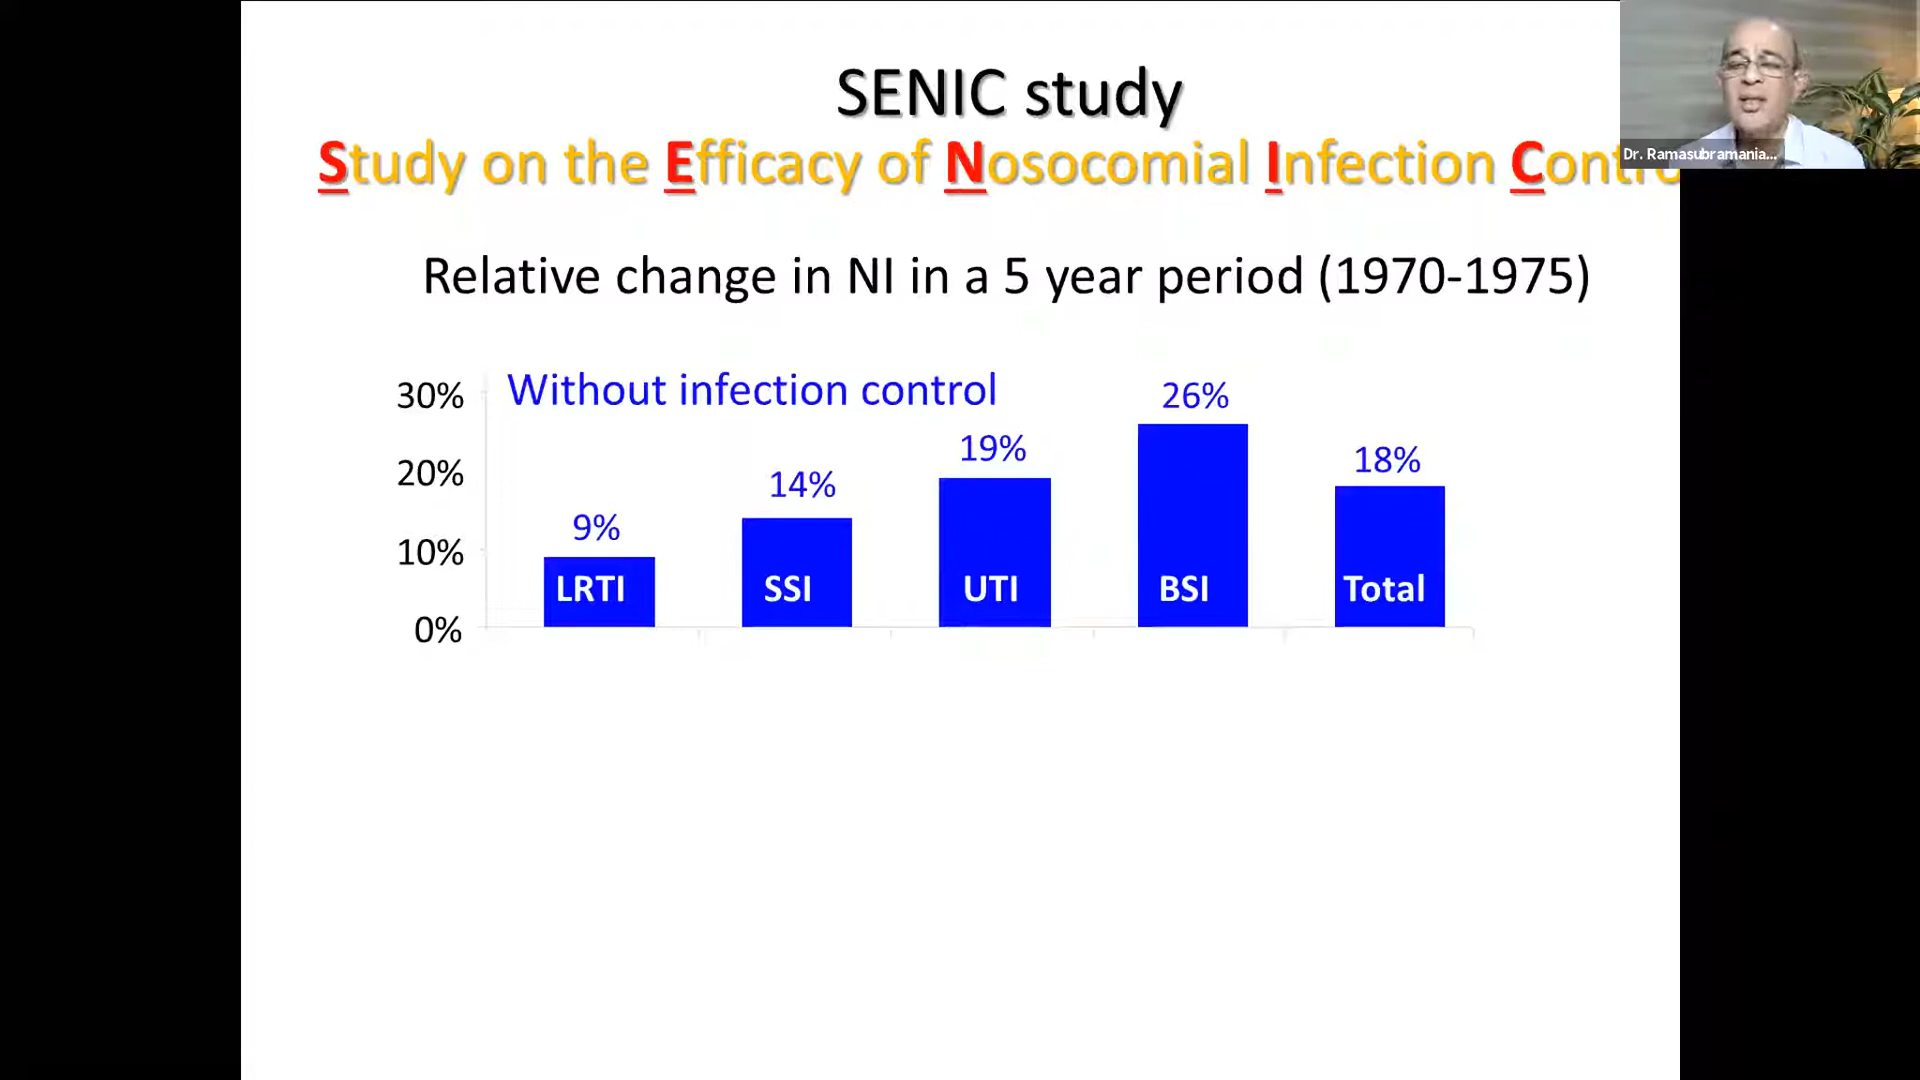 SENIC study
Study on the Efficacy of Nosocomial Infection Contro
Dr. Ramasubramania...
Relative change in NI in a 5 year period (1970-1975)
Without infection control
30%
20%
10%
0%
9%
14%
19%
26%
18%
LRTI
SSI
UTI
BSI
Total